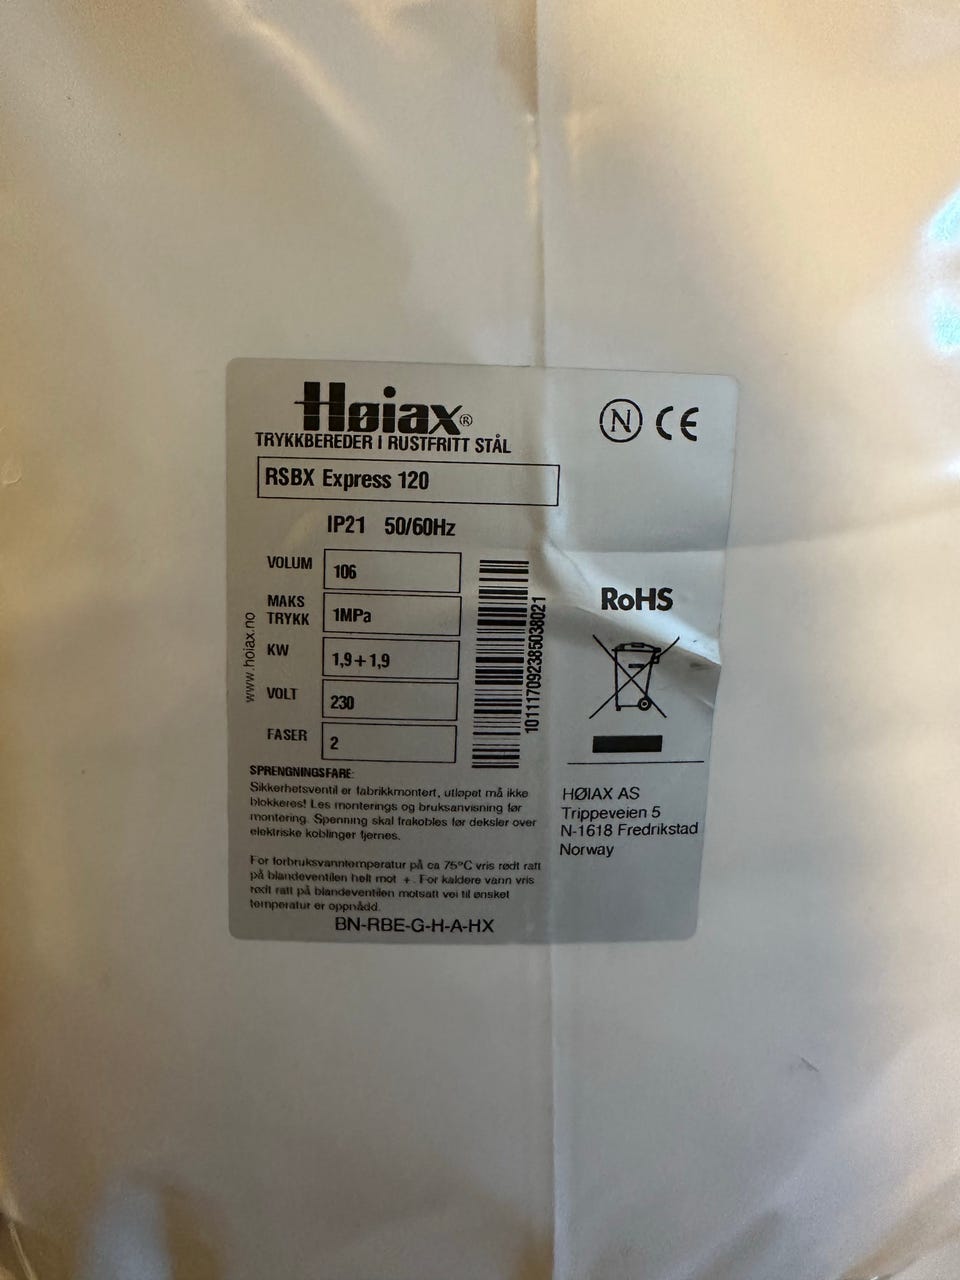 Høiax®
TRYKKBEREDER I RUSTFRITT STÅL
N CE
RSBX Express 120
IP21 50/60Hz
VOLUM 106
MAKS TRYKK 1MPa
KW 1,9+1,9
VOLT 230
FASER 2
www.hoiax.no
101117092385038021
RoHS
SPRENGNINGSFARE:
Sikkerhetsventil er fabrikkmontert, utløpet må ikke
blokkeres! Les monterings og bruksanvisning før
montering. Spenning skal frakobles før deksler over
elektriske koblinger fjernes.
For forbruksvanntemperatur på ca 75°C vris rødt ratt
på blandeventilen helt mot +. For kaldere vann vris
rødt ratt på blandeventilen motsatt vei til ønsket
temperatur er oppnådd.
BN-RBE-G-H-A-HX
HØIAX AS
Trippeveien 5
N-1618 Fredrikstad
Norway